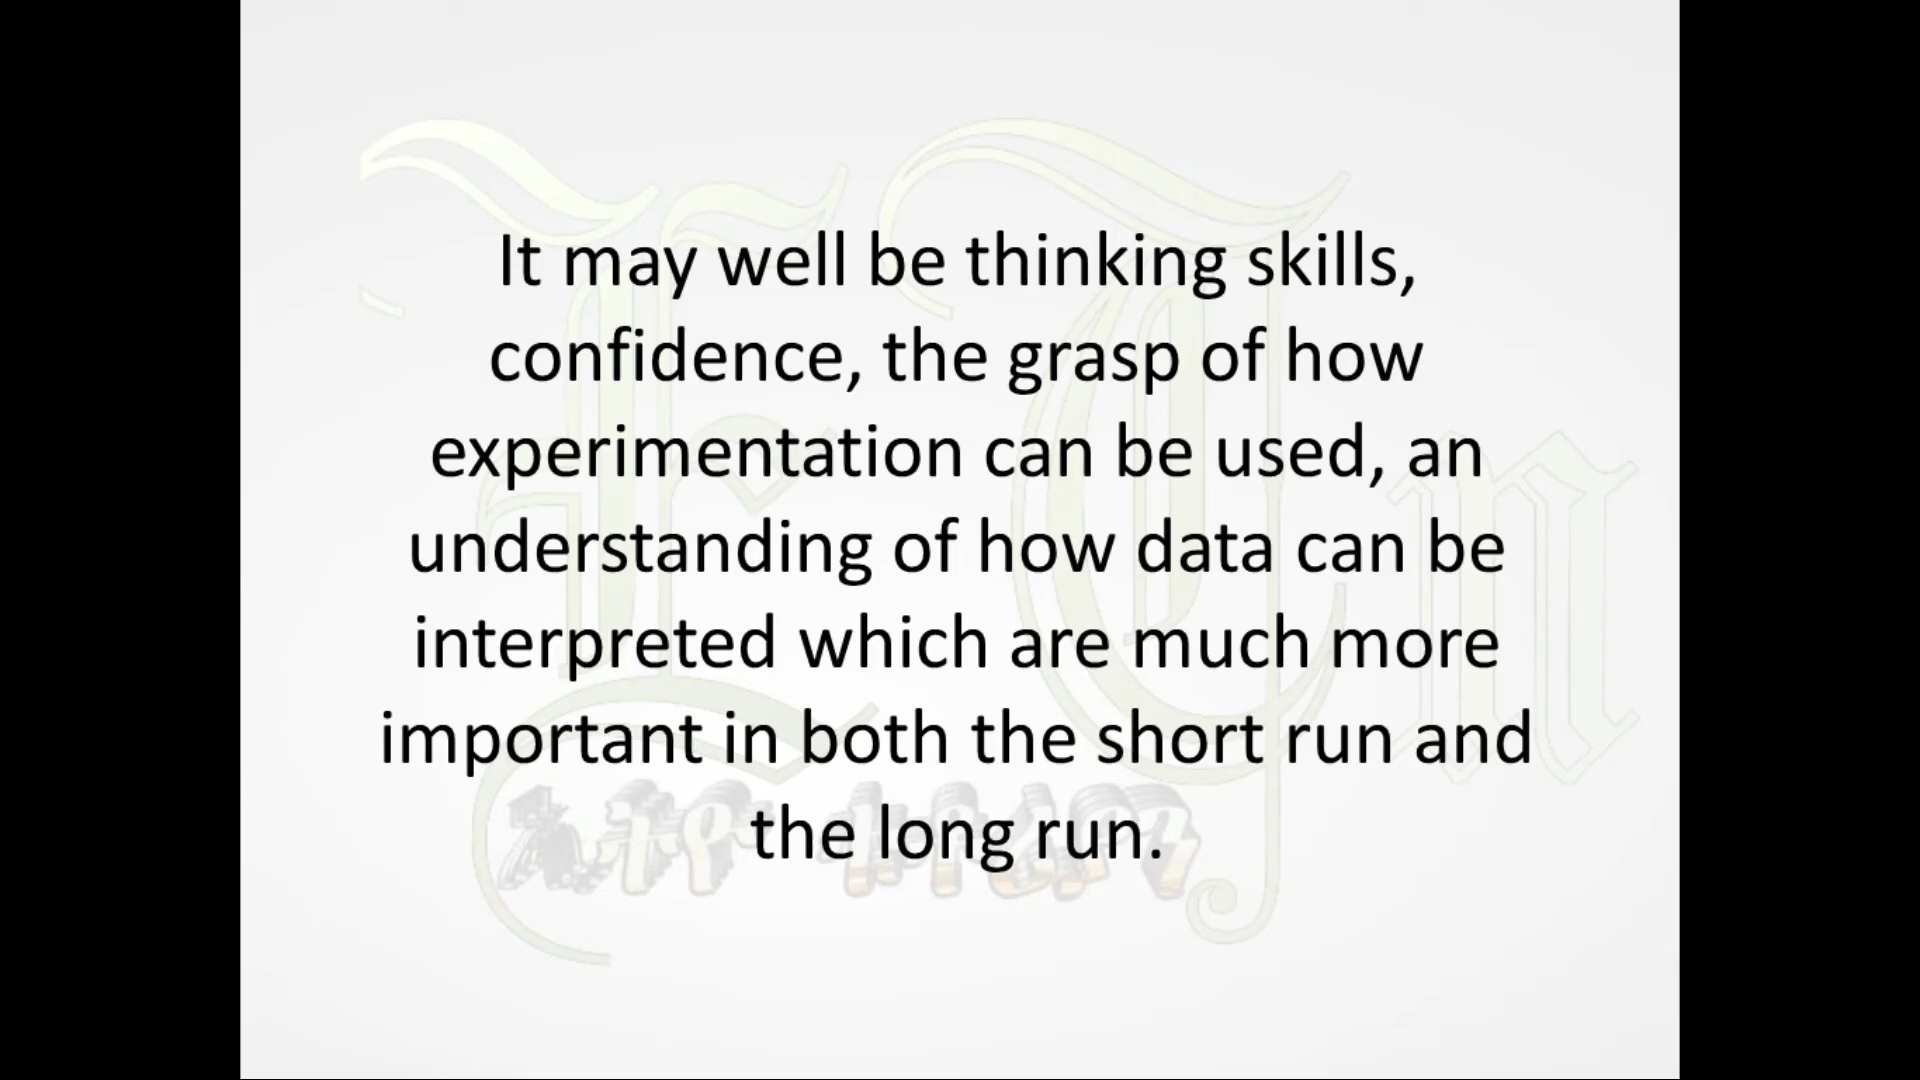 It may well be thinking skills,
confidence, the grasp of how
experimentation can be used, an
understanding of how data can be
interpreted which are much more
important in both the short run and
the long run.